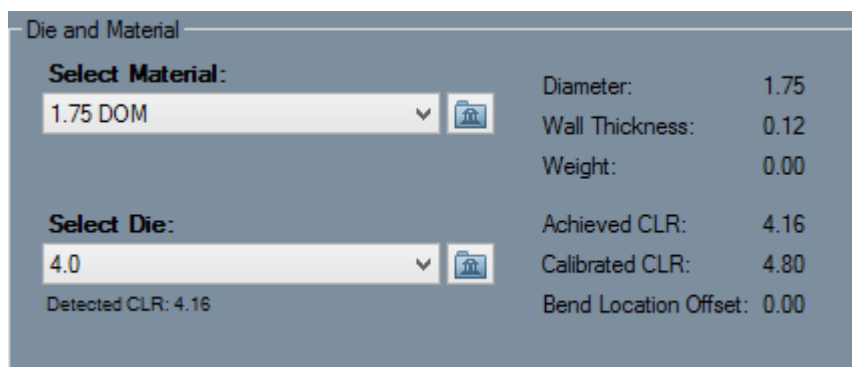 Die and Material
Select Material:
1.75 DOM
Diameter: 1.75
Wall Thickness: 0.12
Weight: 0.00
Select Die:
4.0
Detected CLR: 4.16
Achieved CLR: 4.16
Calibrated CLR: 4.80
Bend Location Offset: 0.00